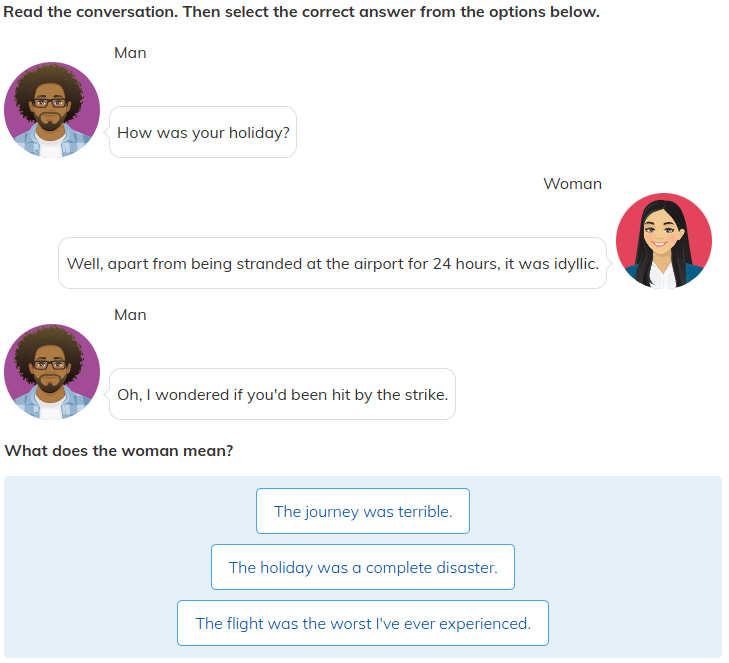 Read the conversation. Then select the correct answer from the options below.
Man
How was your holiday?
Woman
Well, apart from being stranded at the airport for 24 hours, it was idyllic.
Man
Oh, I wondered if you'd been hit by the strike.
What does the woman mean?
The journey was terrible.
The holiday was a complete disaster.
The flight was the worst I've ever experienced.